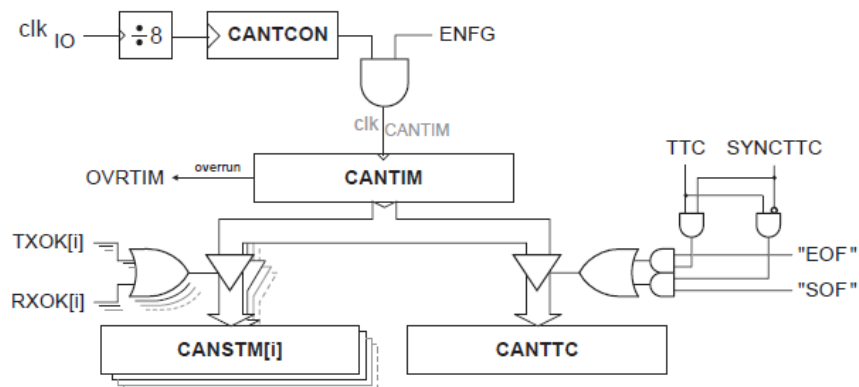 clk IO ÷8 CANTCON ENFG
clk CANTIM
TTC SYNCTTC
OVRTIM overrun CANTIM
TXOK[i] "EOF"
RXOK[i] "SOF"
CANSTM[i] CANTTC